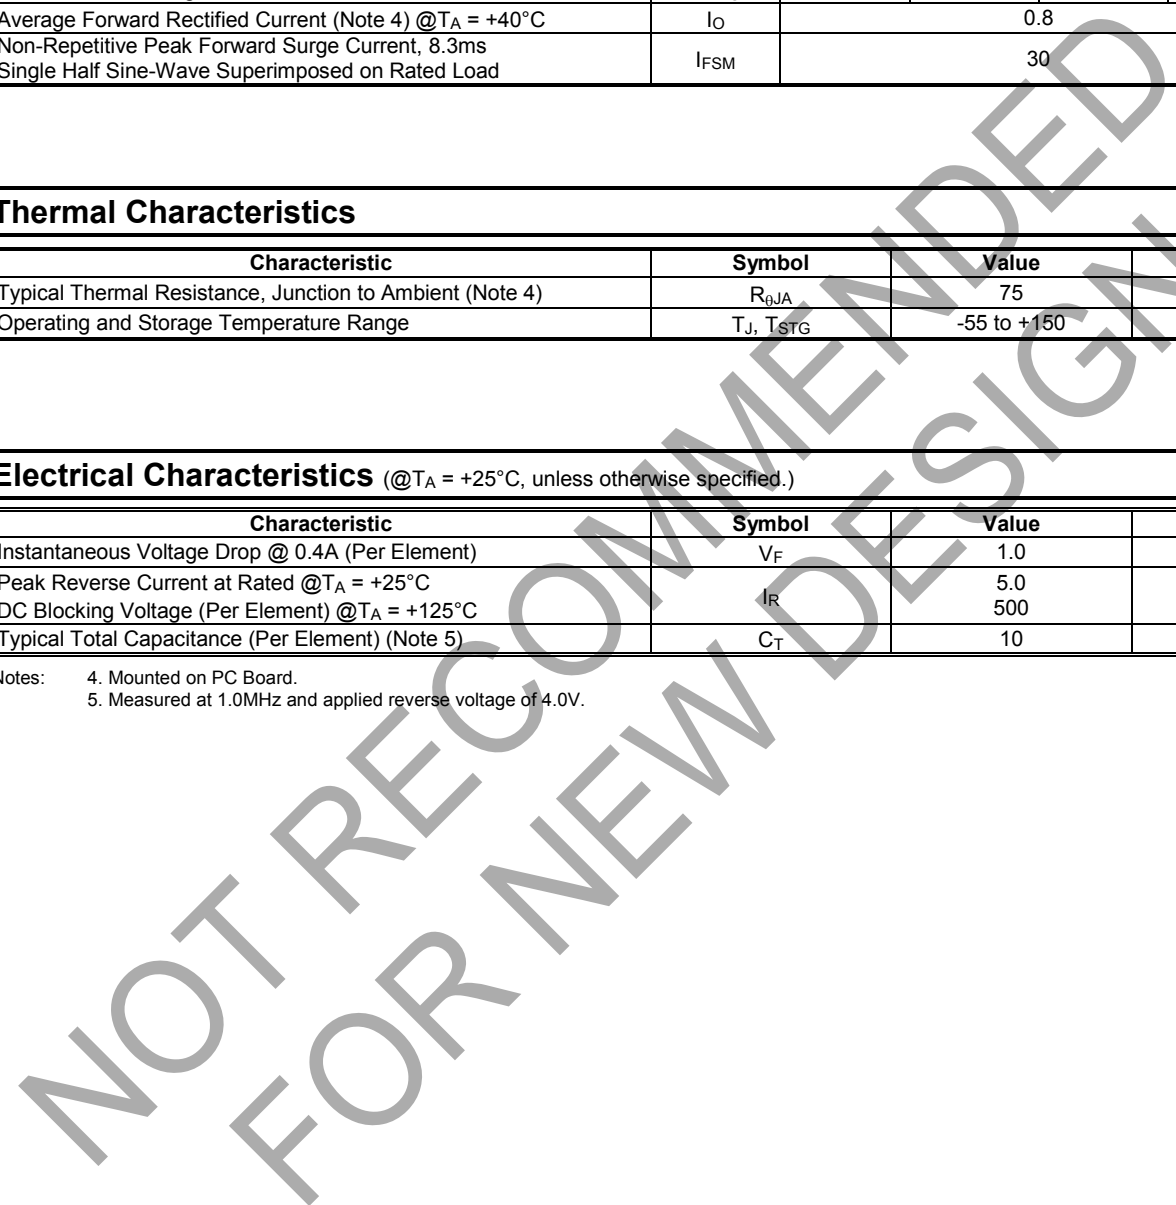 Average Forward Rectified Current (Note 4) @TA = +40°C IO 0.8
Non-Repetitive Peak Forward Surge Current, 8.3ms
Single Half Sine-Wave Superimposed on Rated Load IFSM 30
Thermal Characteristics
Characteristic Symbol Value
Typical Thermal Resistance, Junction to Ambient (Note 4) RθJA 75
Operating and Storage Temperature Range TJ, TSTG -55 to +150
Electrical Characteristics (@TA = +25°C, unless otherwise specified.)
Characteristic Symbol Value
Instantaneous Voltage Drop @ 0.4A (Per Element) VF 1.0
Peak Reverse Current at Rated @TA = +25°C IR 5.0
DC Blocking Voltage (Per Element) @TA = +125°C 500
Typical Total Capacitance (Per Element) (Note 5) CT 10
Notes: 4. Mounted on PC Board.
5. Measured at 1.0MHz and applied reverse voltage of 4.0V.
NOT RECOMMENDED
FOR NEW DESIGN